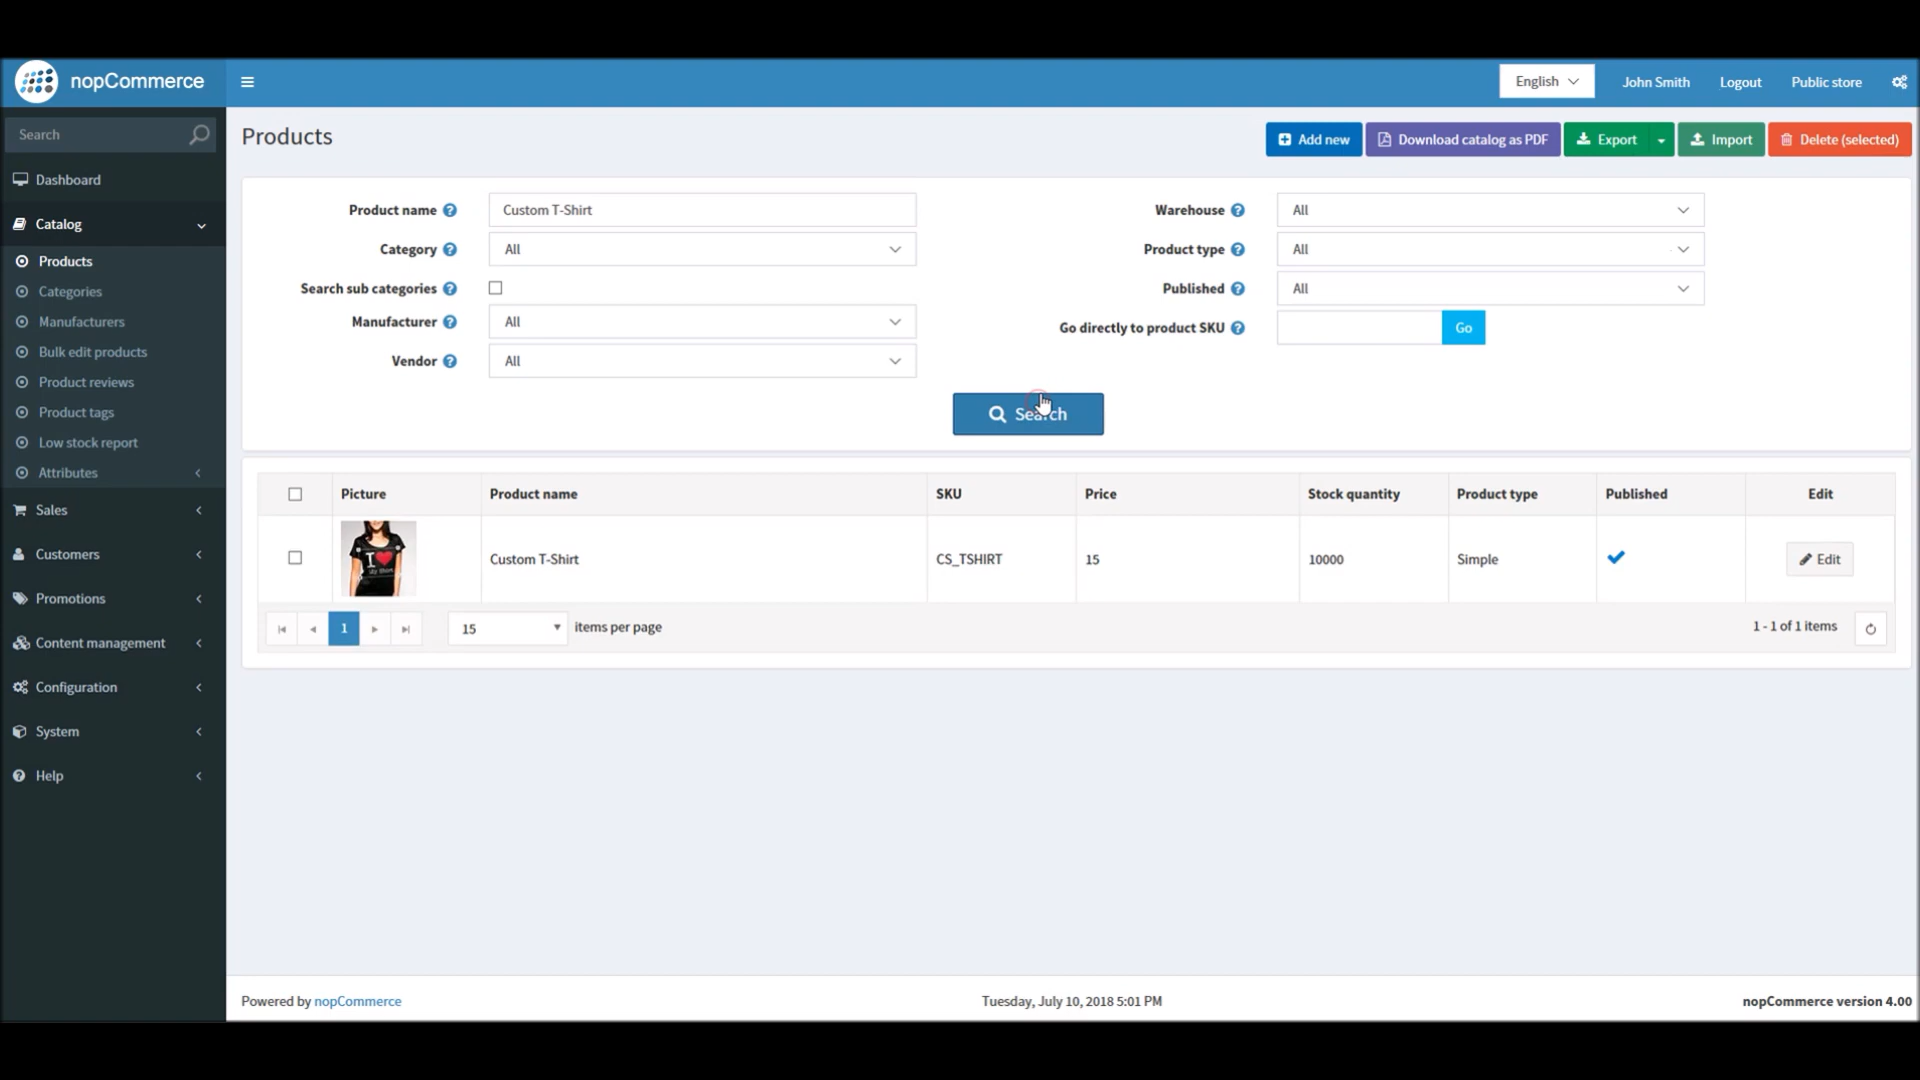 nopCommerce
English
John Smith
Logout
Public store
Search
Products
Add new
Download catalog as PDF
Export
Import
Delete (selected)
Dashboard
Catalog
Products
Categories
Manufacturers
Bulk edit products
Product reviews
Product tags
Low stock report
Attributes
Sales
Customers
Promotions
Content management
Configuration
System
Help
Product name
Custom T-Shirt
Category
All
Search sub categories
Manufacturer
All
Vendor
All
Warehouse
All
Product type
All
Published
All
Go directly to product SKU
Go
Search
Picture Product name SKU Price Stock quantity Product type Published Edit
I
Custom T-Shirt CS_TSHIRT 15 10000 Simple Edit
1 15 items per page 1 - 1 of 1 items
Powered by nopCommerce
Tuesday, July 10, 2018 5:01 PM
nopCommerce version 4.00